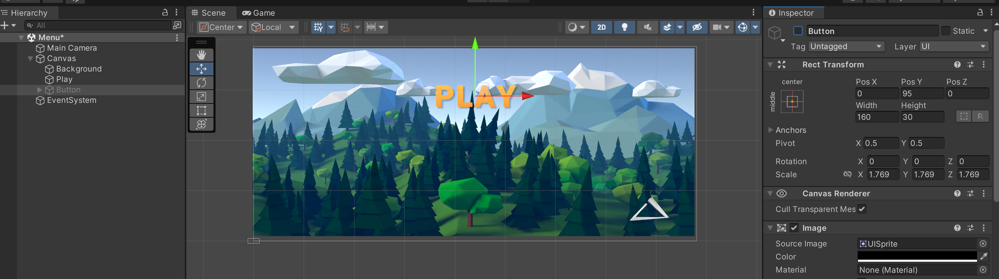 Hierarchy
All
Menu*
Main Camera
Canvas
Background
Play
Button
EventSystem
Scene
Game
Center
Local
2D
PLAY
Inspector
Button
Static
Tag
Untagged
Layer
UI
Rect Transform
center
middle
Pos X
Pos Y
Pos Z
0
95
0
Width
Height
160
30
R
Anchors
Pivot
X
0.5
Y
0.5
Rotation
X
0
Y
0
Z
0
Scale
X
1.769
Y
1.769
Z
1.769
Canvas Renderer
Cull Transparent Mes
Image
Source Image
UISprite
Color
Material
None (Material)